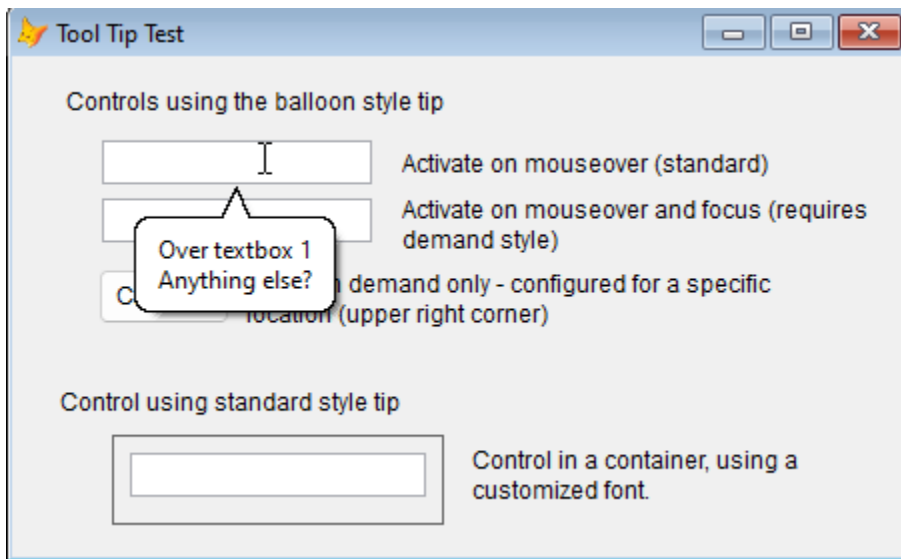 Tool Tip Test
Controls using the balloon style tip
Activate on mouseover (standard)
Activate on mouseover and focus (requires
demand style)
Over textbox 1
Anything else?
C
demand only - configured for a specific
location (upper right corner)
Control using standard style tip
Control in a container, using a
customized font.